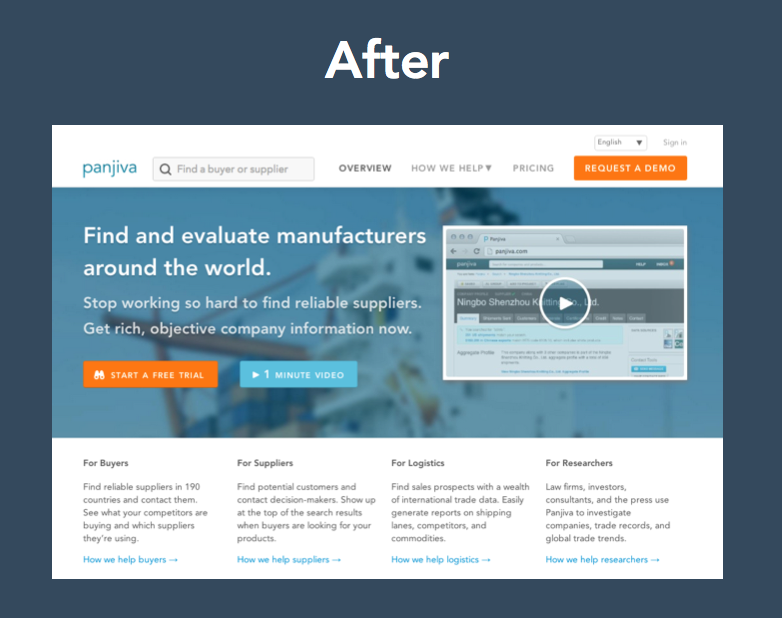 After
English ▼
Sign in
panjiva
Find a buyer or supplier
OVERVIEW
HOW WE HELP▼
PRICING
REQUEST A DEMO
Find and evaluate manufacturers
around the world.
Stop working so hard to find reliable suppliers.
Get rich, objective company information now.
START A FREE TRIAL
1 MINUTE VIDEO
Panjiva
panjiva.com
panjiva
Ningbo Shenzhou Knitting Co., Ltd.
Aggregate Profile
For Buyers
Find reliable suppliers in 190
countries and contact them.
See what your competitors are
buying and which suppliers
they're using.
How we help buyers →
For Suppliers
Find potential customers and
contact decision-makers. Show up
at the top of the search results
when buyers are looking for your
products.
How we help suppliers →
For Logistics
Find sales prospects with a wealth
of international trade data. Easily
generate reports on shipping
lanes, competitors, and
commodities.
How we help logistics →
For Researchers
Law firms, investors,
consultants, and the press use
Panjiva to investigate
companies, trade records, and
global trade trends.
How we help researchers →